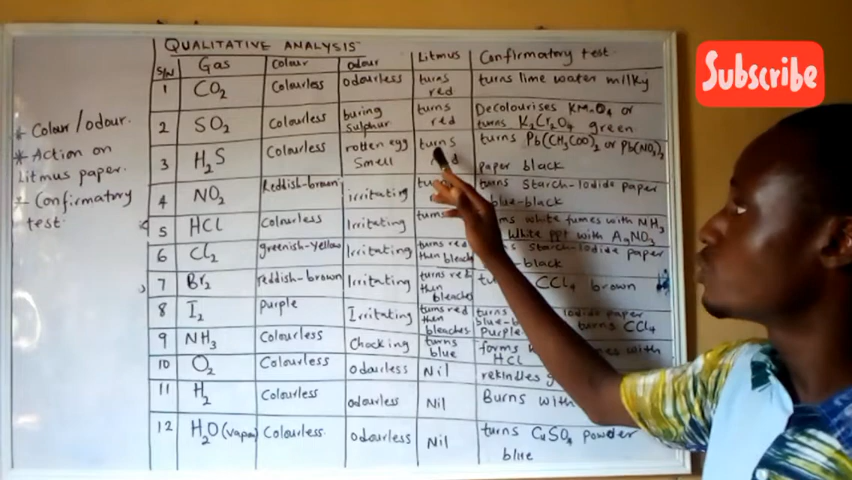 Subscribe
QUALITATIVE ANALYSIS
S/N Gas Colour odour Litmus Confirmatory test
1 CO2 Colourless odourless turns red turns lime water milky
2 SO2 Colourless buring Sulphur turns red Decolourises KMnO4 or turns K2Cr2O7 green
3 H2S Colourless rotten egg Smell turns red turns Pb(CH3COO)2 or Pb(NO3)2 paper black
4 NO2 Reddish-brown irritating turns Starch-Iodide paper blue-black
5 HCl Colourless Irritating turns white fumes with NH3 White ppt with AgNO3
6 Cl2 greenish-yellow Irritating turns red then bleach Starch-Iodide paper -black
7 Br2 reddish-brown Irritating turns red then bleaches CCl4 brown
8 I2 Purple Irritating turns red then bleaches turns Iodide paper blue-b turns CCl4 Purple
9 NH3 Colourless Chocking turns blue forms with HCl
10 O2 Colourless odourless Nil rekindles
11 H2 Colourless odourless Nil Burns with
12 H2O(vapour) Colourless odourless Nil turns CuSO4 powder blue
* Colour/odour.
* Action on
Litmus paper.
* Confirmatory
test.